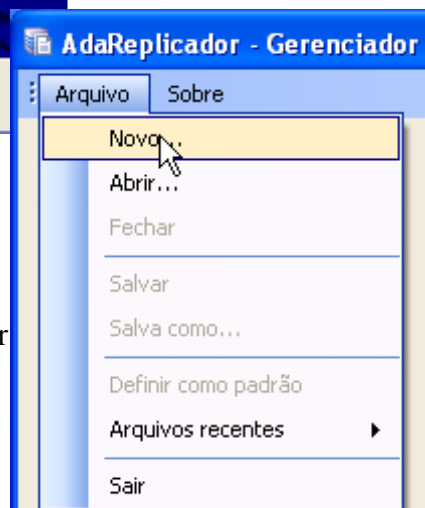 AdaReplicador - Gerenciador
Arquivo Sobre
Novo...
Abrir...
Fechar
Salvar
r
Salva como...
Definir como padrão
Arquivos recentes
Sair